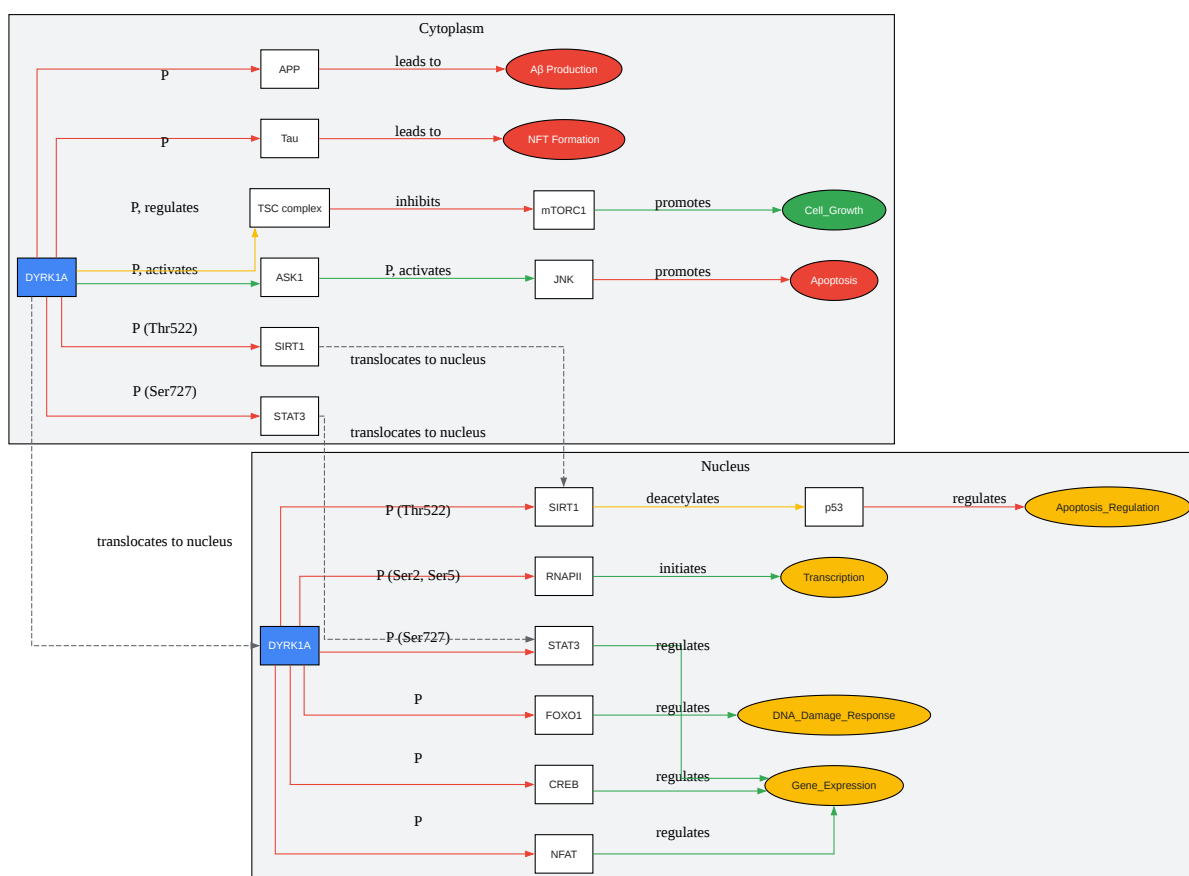 Cytoplasm
P
APP
leads to
Aβ Production
P
Tau
leads to
NFT Formation
P, regulates
TSC complex
inhibits
mTORC1
promotes
Cell_Growth
DYRK1A
P, activates
ASK1
P, activates
JNK
promotes
Apoptosis
P (Thr522)
SIRT1
translocates to nucleus
P (Ser727)
STAT3
translocates to nucleus
Nucleus
translocates to nucleus
P (Thr522)
SIRT1
deacetylates
p53
regulates
Apoptosis_Regulation
P (Ser2, Ser5)
RNAPII
initiates
Transcription
DYRK1A
P (Ser727)
STAT3
regulates
P
FOXO1
regulates
DNA_Damage_Response
P
CREB
regulates
Gene_Expression
P
NFAT
regulates